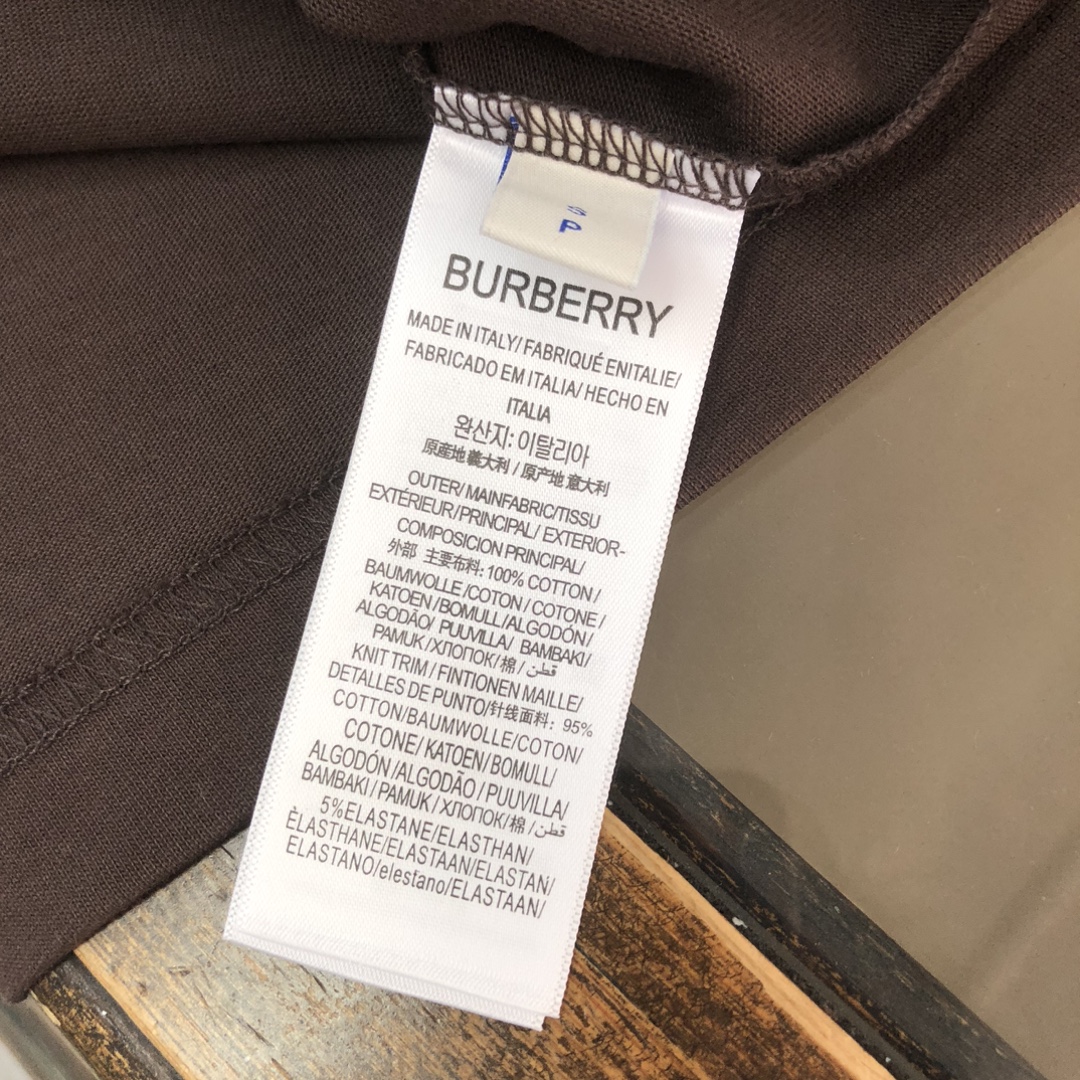 S
P
BURBERRY
MADE IN ITALY/ FABRIQUÉ ENITALIE/
FABRICADO EM ITALIA/ HECHO EN
ITALIA
완산지: 이탈리아
原産地 義大利 / 原产地 意大利
OUTER/ MAINFABRIC/TISSU
EXTÉRIEUR/PRINCIPAL/ EXTERIOR-
COMPOSICION PRINCIPAL/
外部 主要布料: 100% COTTON /
BAUMWOLLE /COTON / COTONE /
KATOEN/BOMULL/ALGODÓN/
ALGODÃO/ PUUVILLA/ BAMBAKI/
PAMUK /ХЛОПОК/ 棉 / قطن
KNIT TRIM / FINTIONEN MAILLE/
DETALLES DE PUNTO/针线面料: 95%
COTTON/BAUMWOLLE/COTON/
COTONE/ KATOEN/ BOMULL/
ALGODÓN /ALGODÃO / PUUVILLA/
BAMBAKI / PAMUK / ХЛОПОК/ 棉 / قطن
5%ELASTANE/ELASTHAN/
ÈLASTHANE/ELASTAAN/ELASTAN/
ELASTANO/elestano/ELASTAAN/